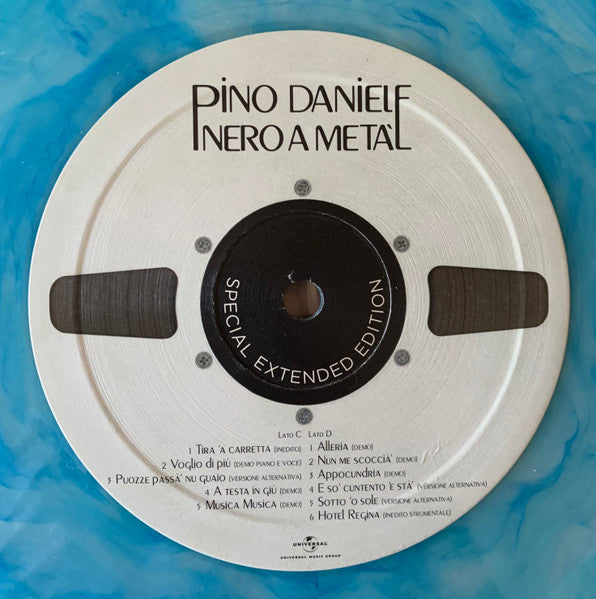 PINO DANIELE
NERO A METÀ
SPECIAL EXTENDED EDITION
LATO C
1 TIRA 'A CARRETTA (INEDITO)
2 VOGLIO DI PIÙ (DEMO PIANO E VOCE)
3 PUOZZE PASSÀ' NU GUAIO (VERSIONE ALTERNATIVA)
4 A TESTA IN GIÙ (DEMO)
5 MUSICA MUSICA (DEMO)
LATO D
1 ALLERIA (DEMO)
2 NUN ME SCOCCIÀ' (DEMO)
3 APPOCUNDRIA (DEMO)
4 E SO' CUNTENTO 'E STÀ' (VERSIONE ALTERNATIVA)
5 SOTTO 'O SOLE (VERSIONE ALTERNATIVA)
6 HOTEL REGINA (INEDITO STRUMENTALE)
UNIVERSAL
UNIVERSAL MUSIC GROUP